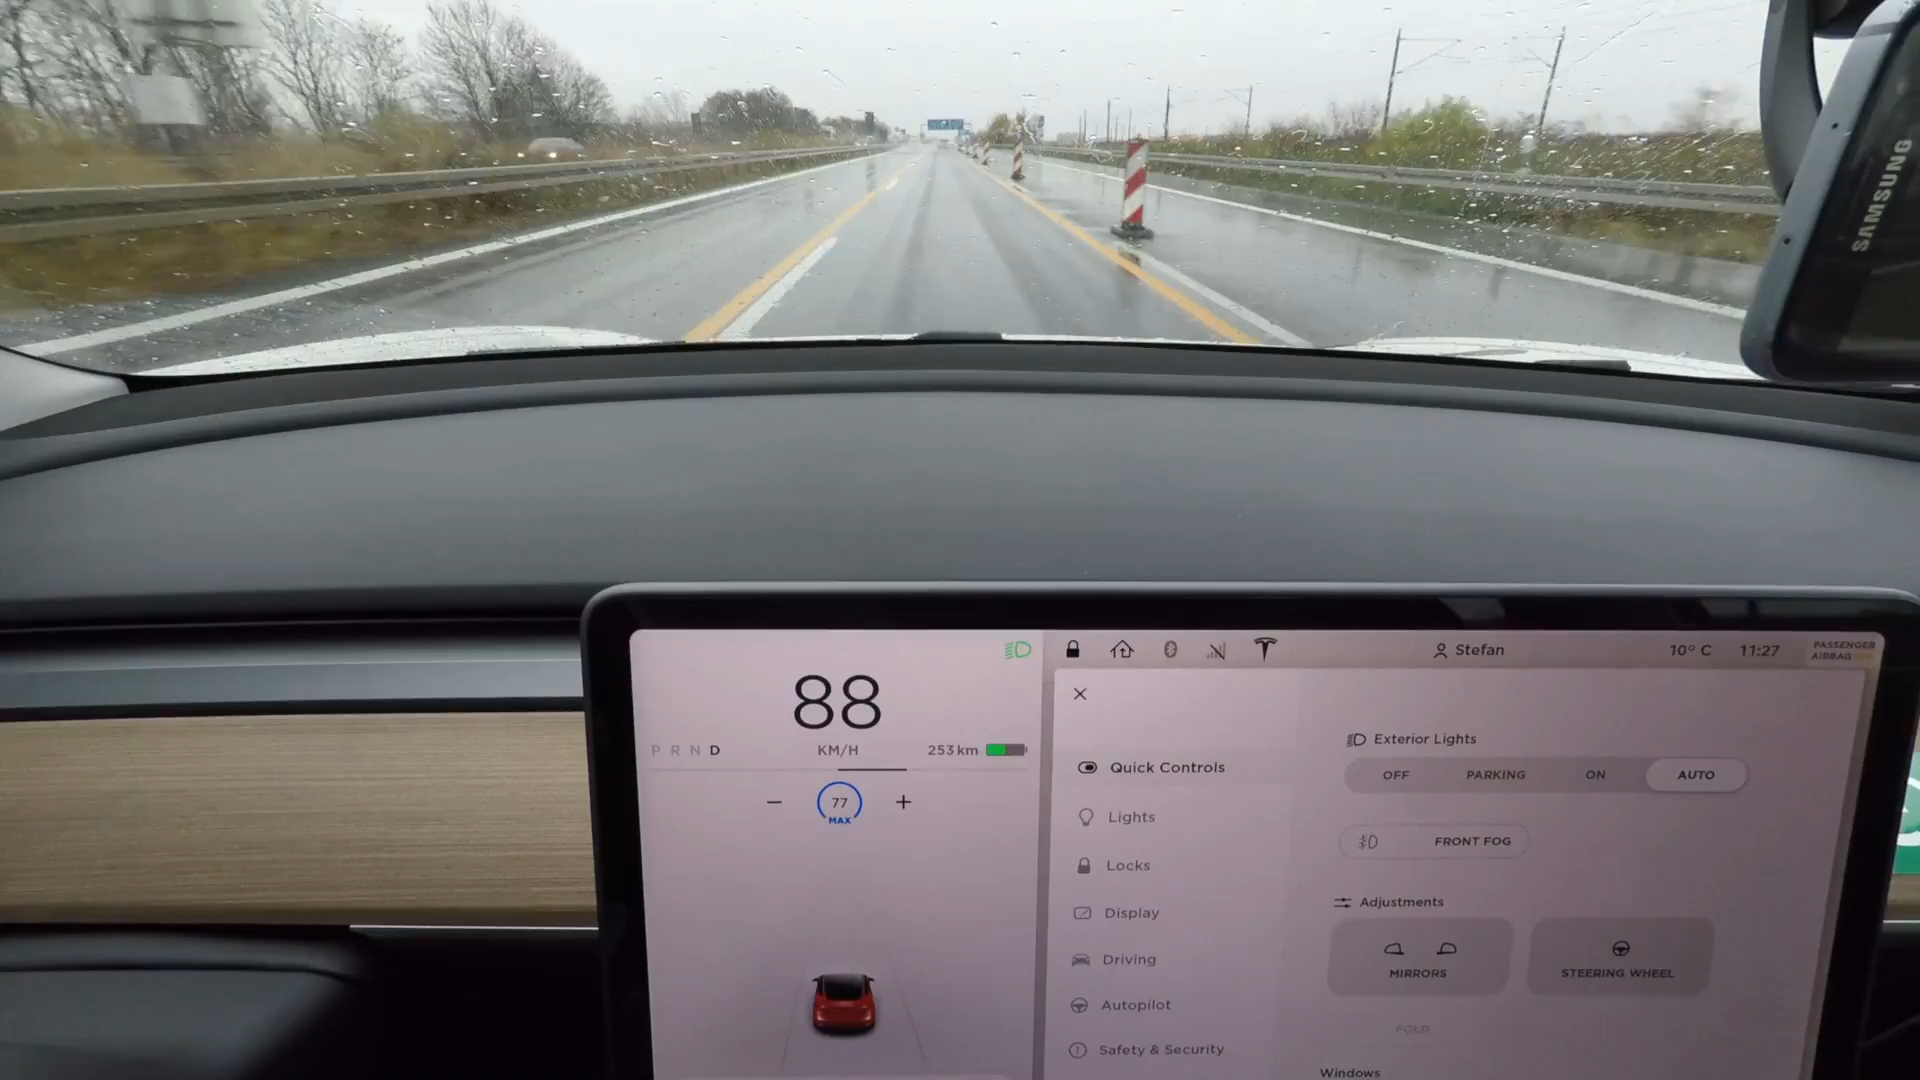 SAMSUNG
88
KM/H
P R N D
253 km
−
77
MAX
+
Stefan
10° C
11:27
PASSENGER
AIRBAG
Quick Controls
Lights
Locks
Display
Driving
Autopilot
Safety & Security
Exterior Lights
OFF
PARKING
ON
AUTO
FRONT FOG
Adjustments
MIRRORS
STEERING WHEEL
FOLD
Windows